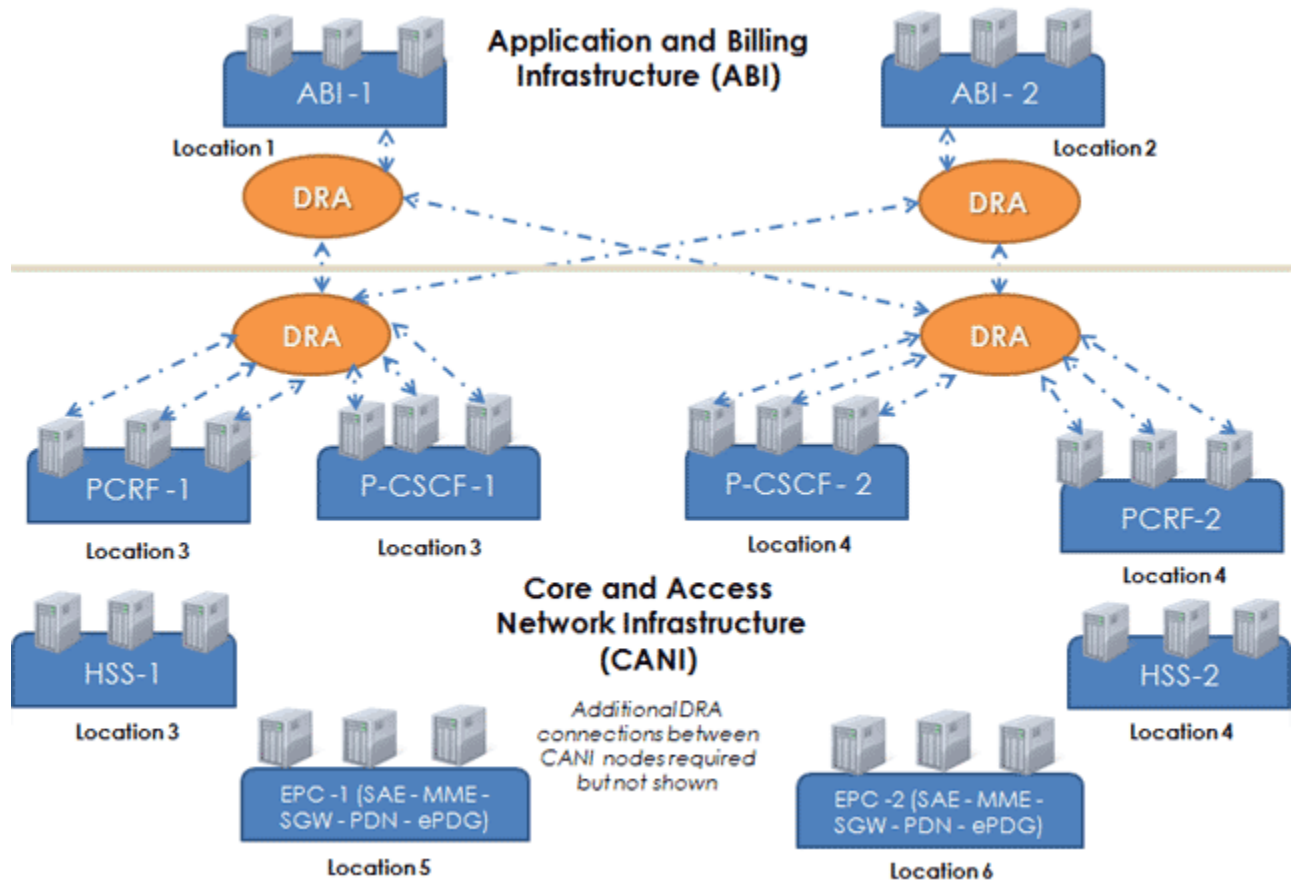 Application and Billing
Infrastructure (ABI)
ABI -1
ABI - 2
Location 1
Location 2
DRA
DRA
DRA
DRA
PCRF -1
P-CSCF-1
P-CSCF- 2
PCRF-2
Location 3
Location 3
Location 4
Location 4
Core and Access
Network Infrastructure
(CANI)
HSS-1
HSS-2
Location 3
Location 4
Additional DRA
connections between
CANI nodes required
but not shown
EPC -1 (SAE - MME -
SGW - PDN - ePDG)
EPC -2 (SAE - MME -
SGW - PDN - ePDG)
Location 5
Location 6